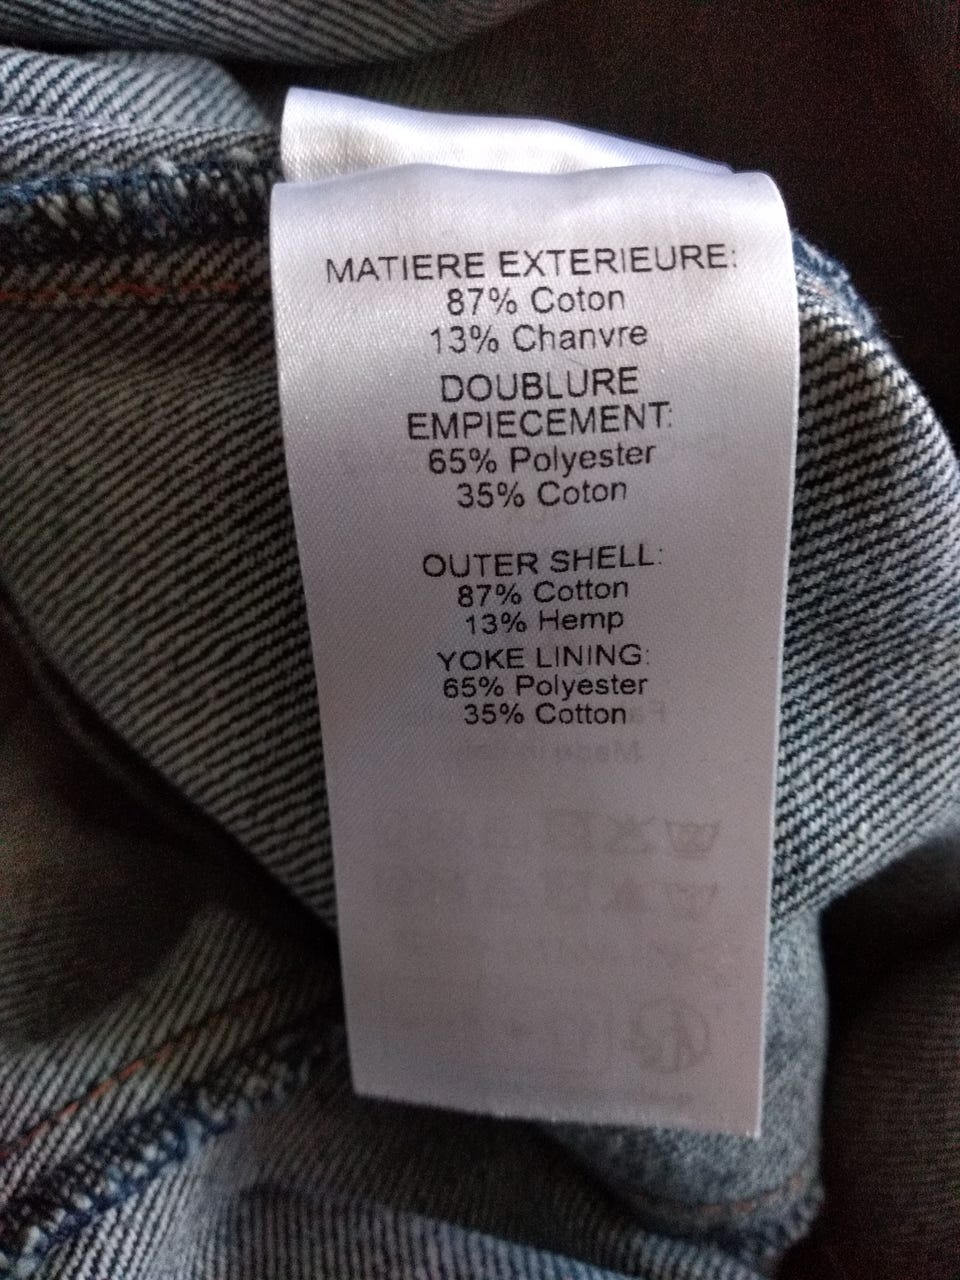 MATIERE EXTERIEURE:
87% Coton
13% Chanvre
DOUBLURE
EMPIECEMENT:
65% Polyester
35% Coton
OUTER SHELL:
87% Cotton
13% Hemp
YOKE LINING:
65% Polyester
35% Cotton